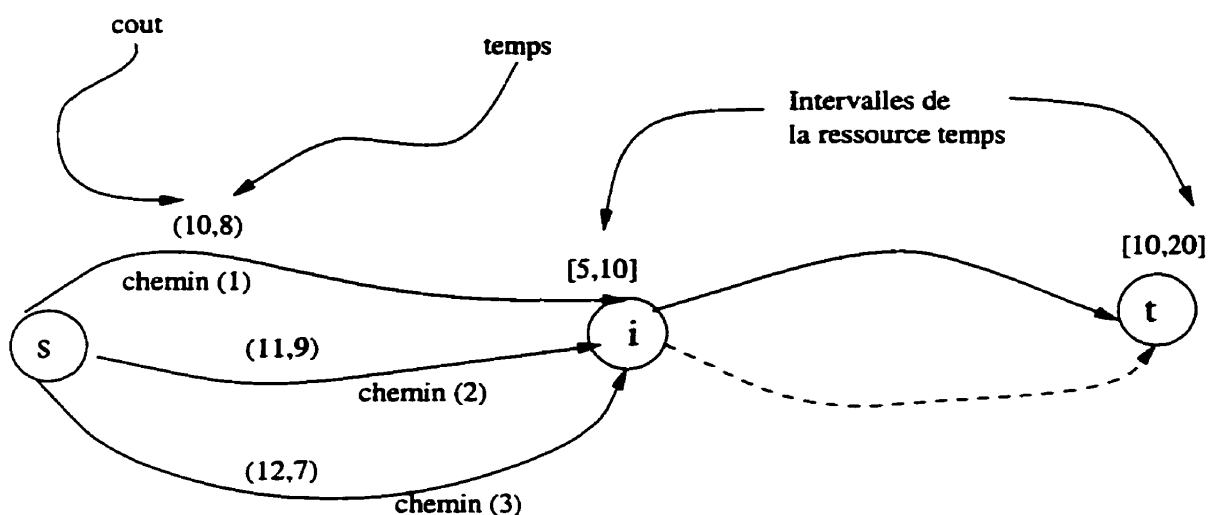 cout
temps
Intervalles de
la ressource temps
(10,8)
[10,20]
[5,10]
chemin (1)
s
i
t
(11,9)
chemin (2)
(12,7)
chemin (3)